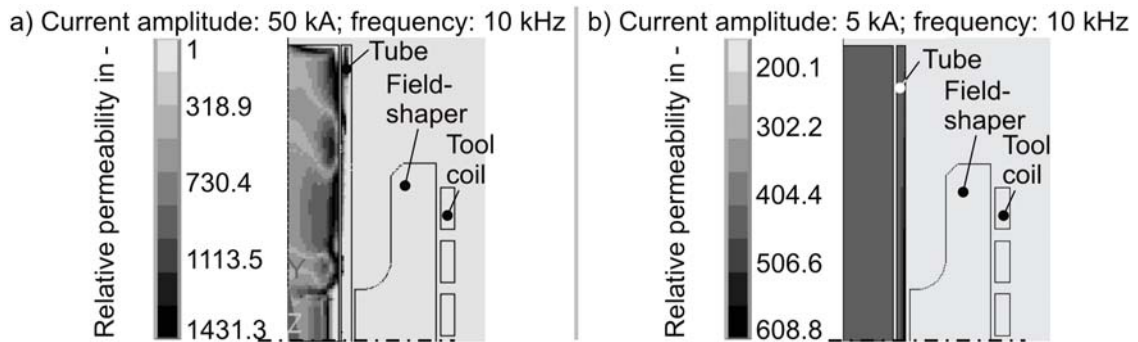 a) Current amplitude: 50 kA; frequency: 10 kHz
Relative permeability in -
1
318.9
730.4
1113.5
1431.3
Tube
Field-
shaper
Tool
coil
Y
Z
b) Current amplitude: 5 kA; frequency: 10 kHz
Relative permeability in -
200.1
302.2
404.4
506.6
608.8
Tube
Field-
shaper
Tool
coil